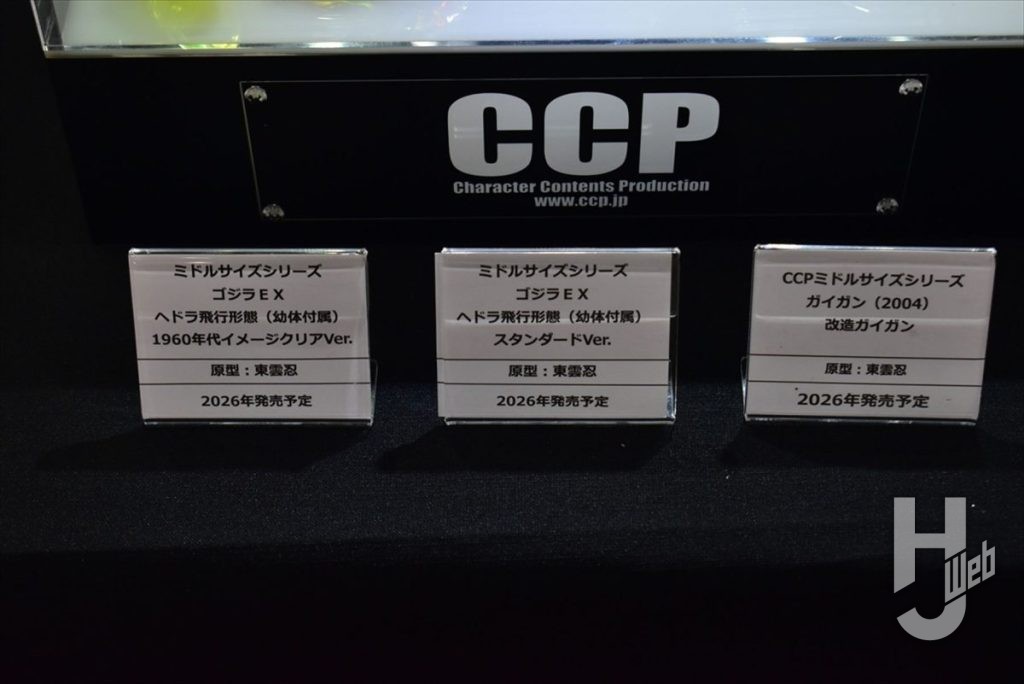 CCP
Character Contents Production
www.ccp.jp
ミドルサイズシリーズ
ゴジラEX
ヘドラ飛行形態（幼体付属）
1960年代イメージクリアVer.
原型：東雲忍
2026年発売予定
ミドルサイズシリーズ
ゴジラEX
ヘドラ飛行形態（幼体付属）
スタンダードVer.
原型：東雲忍
2026年発売予定
CCPミドルサイズシリーズ
ガイガン（2004）
改造ガイガン
原型：東雲忍
2026年発売予定
HJ Web